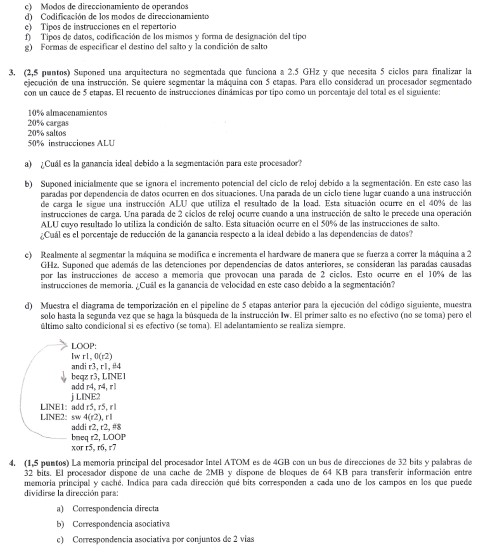 c) Modos de direccionamiento de operandos
d) Codificación de los modos de direccionamiento
e) Tipos de instrucciones en el repertorio
f) Tipos de datos, codificación de los mismos y forma de designación del tipo
g) Formas de especificar el destino del salto y la condición de salto
3. (2,5 puntos) Suponed una arquitectura no segmentada que funciona a 2.5 GHz y que necesita 5 ciclos para finalizar la
ejecución de una instrucción. Se quiere segmentar la máquina con 5 etapas. Para ello considerad un procesador segmentado
con un cauce de 5 etapas. El recuento de instrucciones dinámicas por tipo como un porcentaje del total es el siguiente:
10% almacenamientos
20% cargas
20% saltos
50% instrucciones ALU
a) ¿Cuál es la ganancia ideal debido a la segmentación para este procesador?
b) Suponed inicialmente que se ignora el incremento potencial del ciclo de reloj debido a la segmentación. En este caso las
paradas por dependencia de datos ocurren en dos situaciones. Una parada de un ciclo tiene lugar cuando a una instrucción
de carga le sigue una instrucción ALU que utiliza el resultado de la load. Esta situación ocurre en el 40% de las
instrucciones de carga. Una parada de 2 ciclos de reloj ocurre cuando a una instrucción de salto le precede una operación
ALU cuyo resultado lo utiliza la condición de salto. Esta situación ocurre en el 50% de las instrucciones de salto.
¿Cuál es el porcentaje de reducción de la ganancia respecto a la ideal debido a las dependencias de datos?
c) Realmente al segmentar la máquina se modifica e incrementa el hardware de manera que se fuerza a correr la máquina a 2
GHz. Suponed que además de las detenciones por dependencias de datos anteriores, se consideran las paradas causadas
por las instrucciones de acceso a memoria que provocan una parada de 2 ciclos. Esto ocurre en el 10% de las
instrucciones de memoria. ¿Cuál es la ganancia de velocidad en este caso debido a la segmentación?
d) Muestra el diagrama de temporización en el pipeline de 5 etapas anterior para la ejecución del código siguiente, muestra
solo hasta la segunda vez que se haga la búsqueda de la instrucción lw. El primer salto es no efectivo (no se toma) pero el
último salto condicional si es efectivo (se toma). El adelantamiento se realiza siempre.
LOOP:
lw r1, 0(r2)
andi r3, r1, #4
beqz r3, LINE1
add r4, r4, r1
j LINE2
LINE1: add r5, r5, r1
LINE2: sw 4(r2), r1
addi r2, r2, #8
bneq r2, LOOP
xor r5, r6, r7
4. (1,5 puntos) La memoria principal del procesador Intel ATOM es de 4GB con un bus de direcciones de 32 bits y palabras de
32 bits. El procesador dispone de una cache de 2MB y dispone de bloques de 64 KB para transferir información entre
memoria principal y caché. Indica para cada dirección qué bits corresponden a cada uno de los campos en los que puede
dividirse la dirección para:
a) Correspondencia directa
b) Correspondencia asociativa
c) Correspondencia asociativa por conjuntos de 2 vías